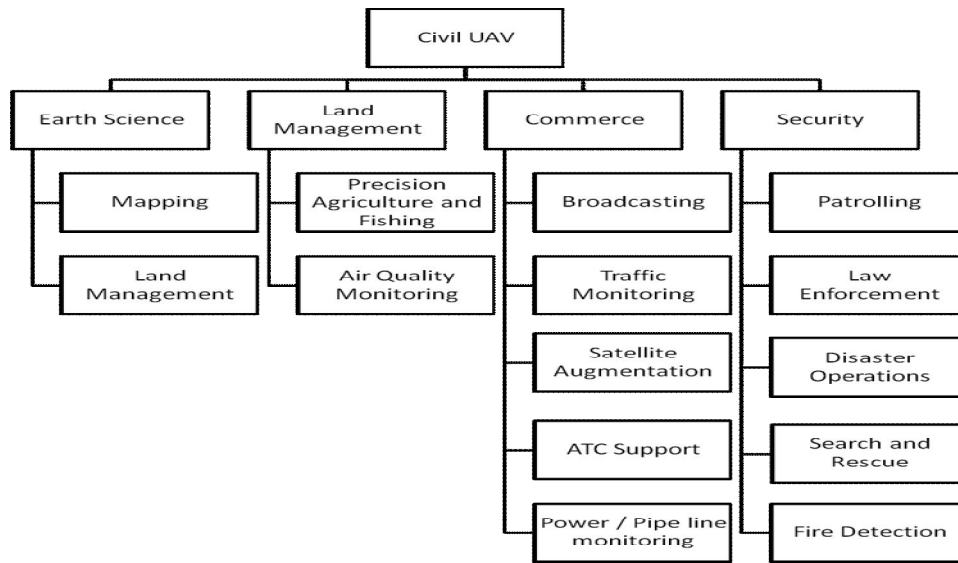 Civil UAV
Earth Science
Land
Management
Commerce
Security
Mapping
Precision
Agriculture and
Fishing
Broadcasting
Patrolling
Land
Management
Air Quality
Monitoring
Traffic
Monitoring
Law
Enforcement
Satellite
Augmentation
Disaster
Operations
ATC Support
Search and
Rescue
Power / Pipe line
monitoring
Fire Detection